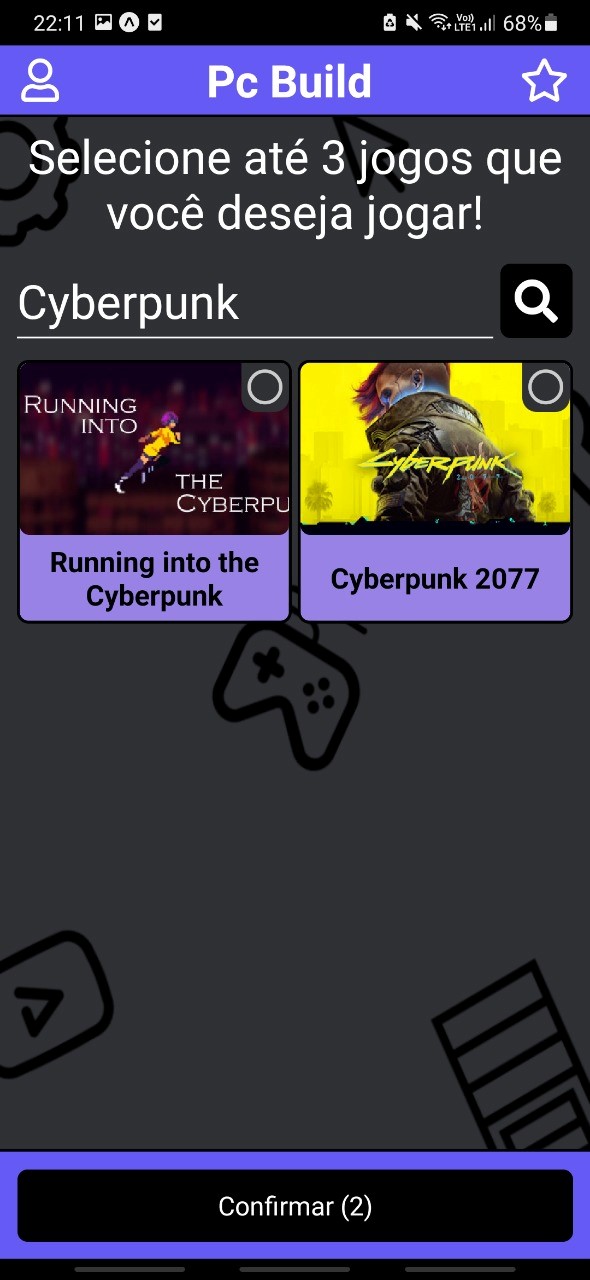 22:11
Vo)) LTE1 68%
Pc Build
Selecione até 3 jogos que
você deseja jogar!
Cyberpunk
RUNNING
INTO
THE
CYBERPU
CYBERPUNK
2077
Running into the
Cyberpunk
Cyberpunk 2077
Confirmar (2)